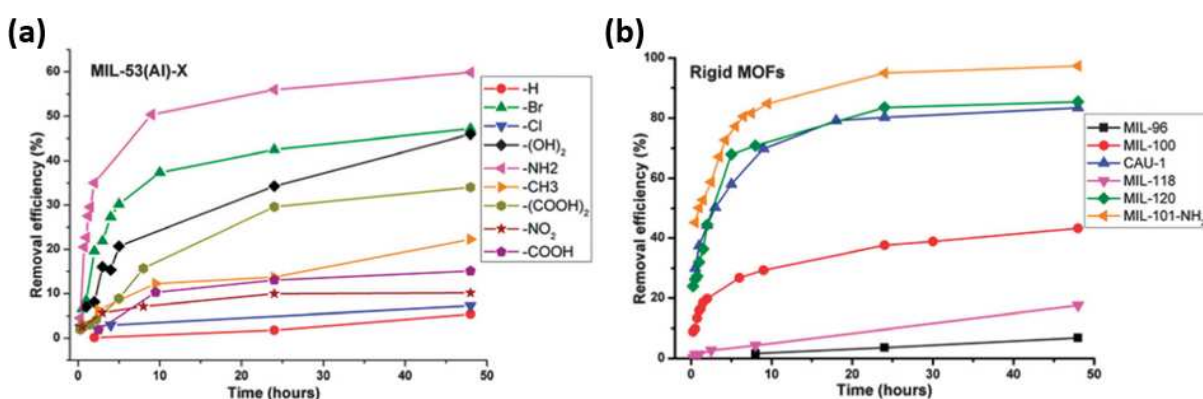 (a)
MIL-53(Al)-X
Removal efficiency (%)
60
50
40
30
20
10
0
0 10 20 30 40 50
Time (hours)
-H
-Br
-Cl
-(OH)2
-NH2
-CH3
-(COOH)2
-NO2
-COOH
(b)
Rigid MOFs
Removal efficiency (%)
100
80
60
40
20
0
0 10 20 30 40 50
Time (hours)
MIL-96
MIL-100
CAU-1
MIL-118
MIL-120
MIL-101-NH2